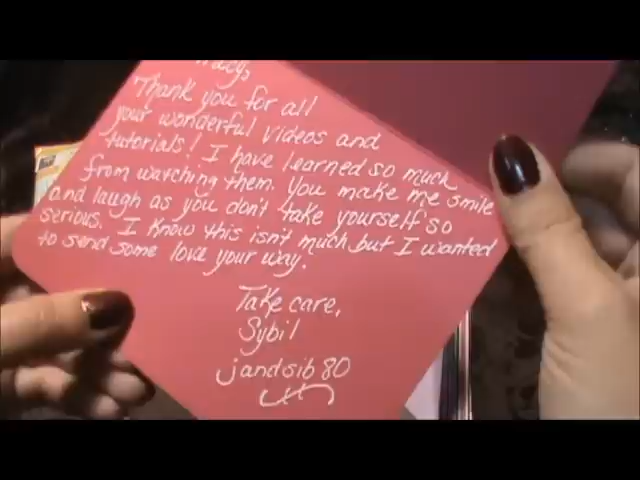 Tracy,
Thank you for all
your wonderful videos and
tutorials! I have learned so much
from watching them. You make me smile
and laugh as you don't take yourself so
serious. I know this isn't much but I wanted
to send some love your way.
Take care,
Sybil
jandsib80